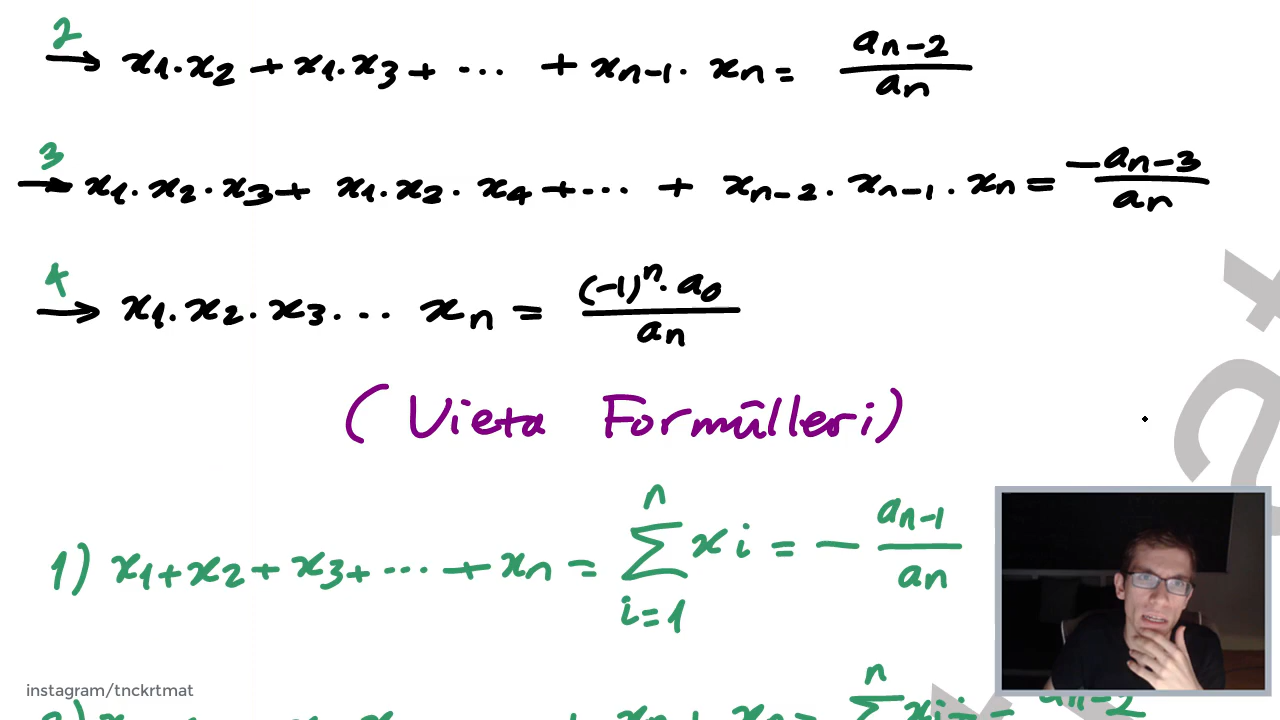 2
→ x₁·x₂ + x₁·x₃ + ... + xₙ₋₁· xₙ = aₙ₋₂ / aₙ
3
→ x₁·x₂·x₃ + x₁·x₂·x₄ + ... + xₙ₋₂·xₙ₋₁·xₙ = -aₙ₋₃ / aₙ
4
→ x₁·x₂·x₃... xₙ = (-1)ⁿ·a₀ / aₙ
(Vieta Formülleri)
1) x₁+x₂+x₃+...+xₙ = ∑ⁿᵢ₌₁ xi = - aₙ₋₁ / aₙ
instagram/tnckrtmat